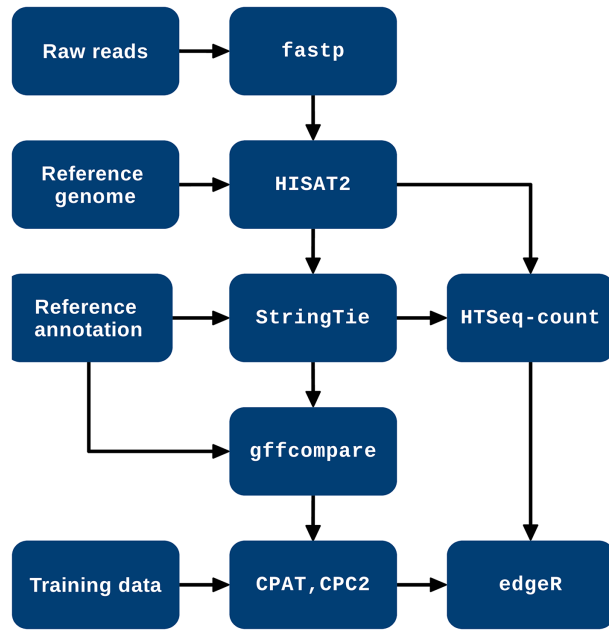 Raw reads
fastp
Reference
genome
HISAT2
Reference
annotation
StringTie
HTSeq-count
gffcompare
Training data
CPAT,CPC2
edgeR